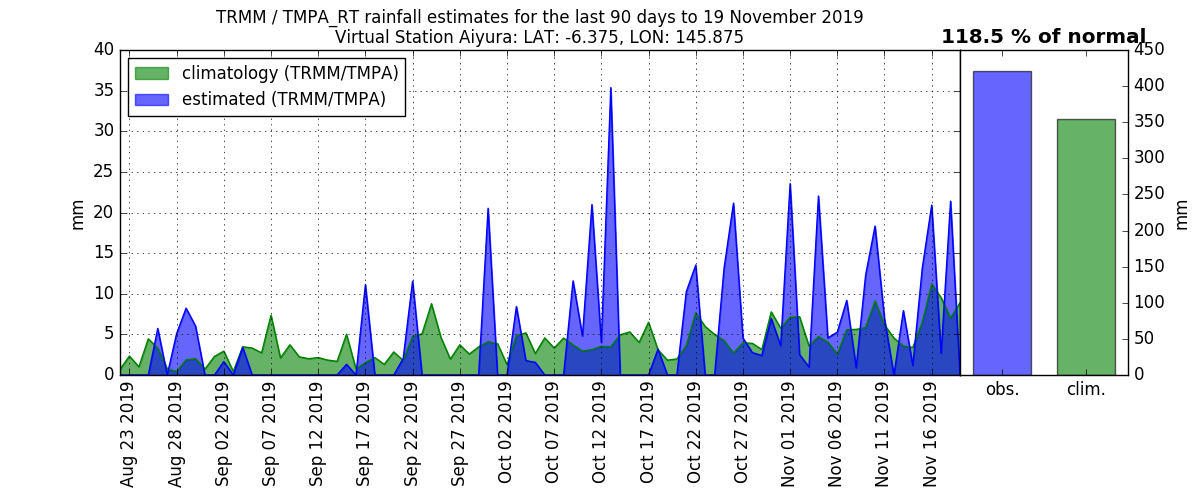 TRMM / TMPA_RT rainfall estimates for the last 90 days to 19 November 2019
Virtual Station Aiyura: LAT: -6.375, LON: 145.875
118.5 % of normal
climatology (TRMM/TMPA)
estimated (TRMM/TMPA)
mm
40
35
30
25
20
15
10
5
0
Aug 23 2019
Aug 28 2019
Sep 02 2019
Sep 07 2019
Sep 12 2019
Sep 17 2019
Sep 22 2019
Sep 27 2019
Oct 02 2019
Oct 07 2019
Oct 12 2019
Oct 17 2019
Oct 22 2019
Oct 27 2019
Nov 01 2019
Nov 06 2019
Nov 11 2019
Nov 16 2019
obs.
clim.
450
400
350
300
250
200
150
100
50
0
mm